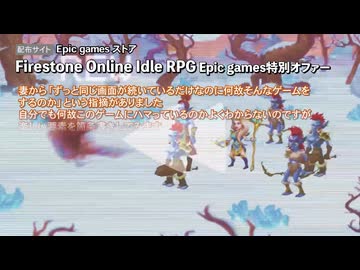 配布サイト Epic games ストア
Firestone Online Idle RPG Epic games特別オファー
妻から「ずっと同じ画面が続いているだけなのに何故そんなゲームを
するのか」という指摘がありました
自分でも何故このゲームにハマっているのかよくわからないのですが